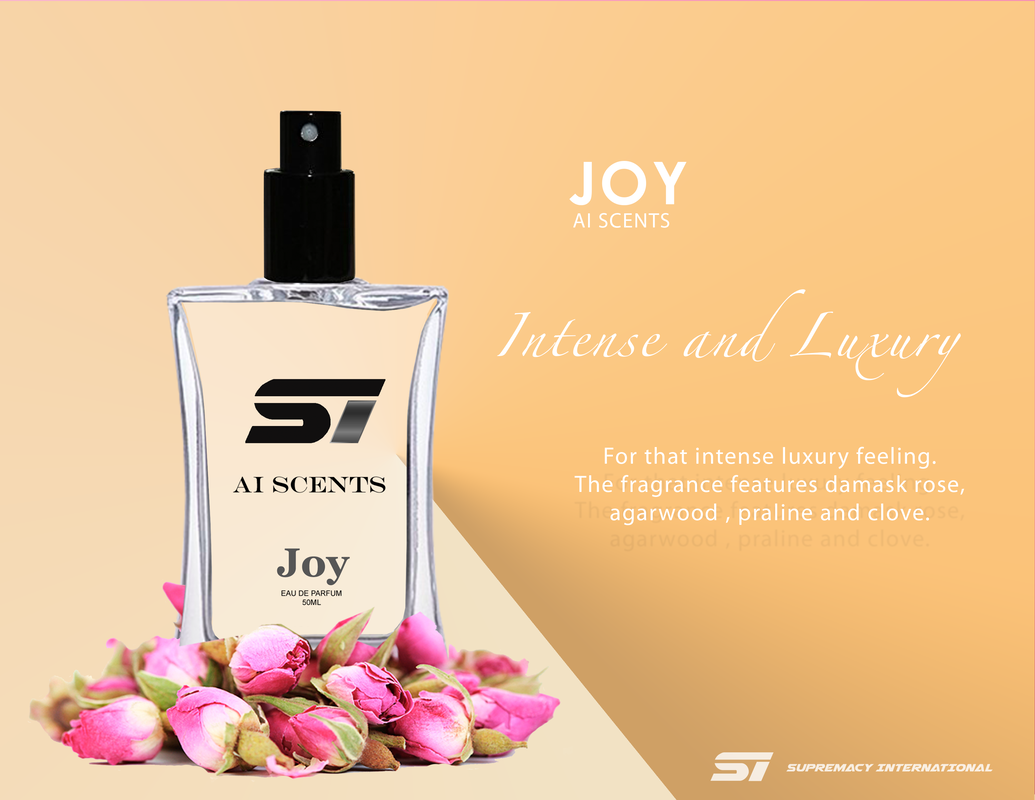 JOY
AI SCENTS
Intense and Luxury
For that intense luxury feeling.
The fragrance features damask rose,
agarwood , praline and clove.
ST
AI SCENTS
Joy
EAU DE PARFUM
50ML
ST SUPREMACY INTERNATIONAL